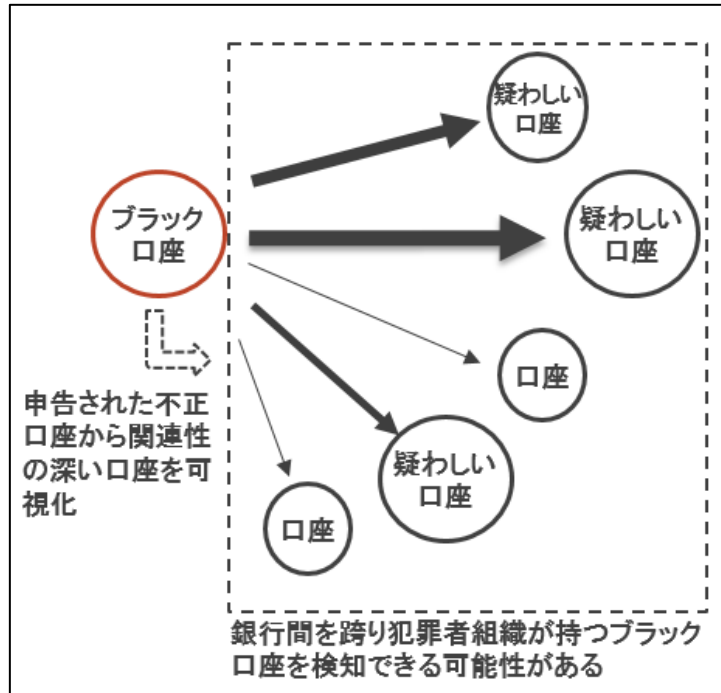 疑わしい
口座
ブラック
口座
疑わしい
口座
口座
申告された不正
口座から関連性
の深い口座を可
視化
疑わしい
口座
口座
銀行間を跨り犯罪者組織が持つブラック
口座を検知できる可能性がある